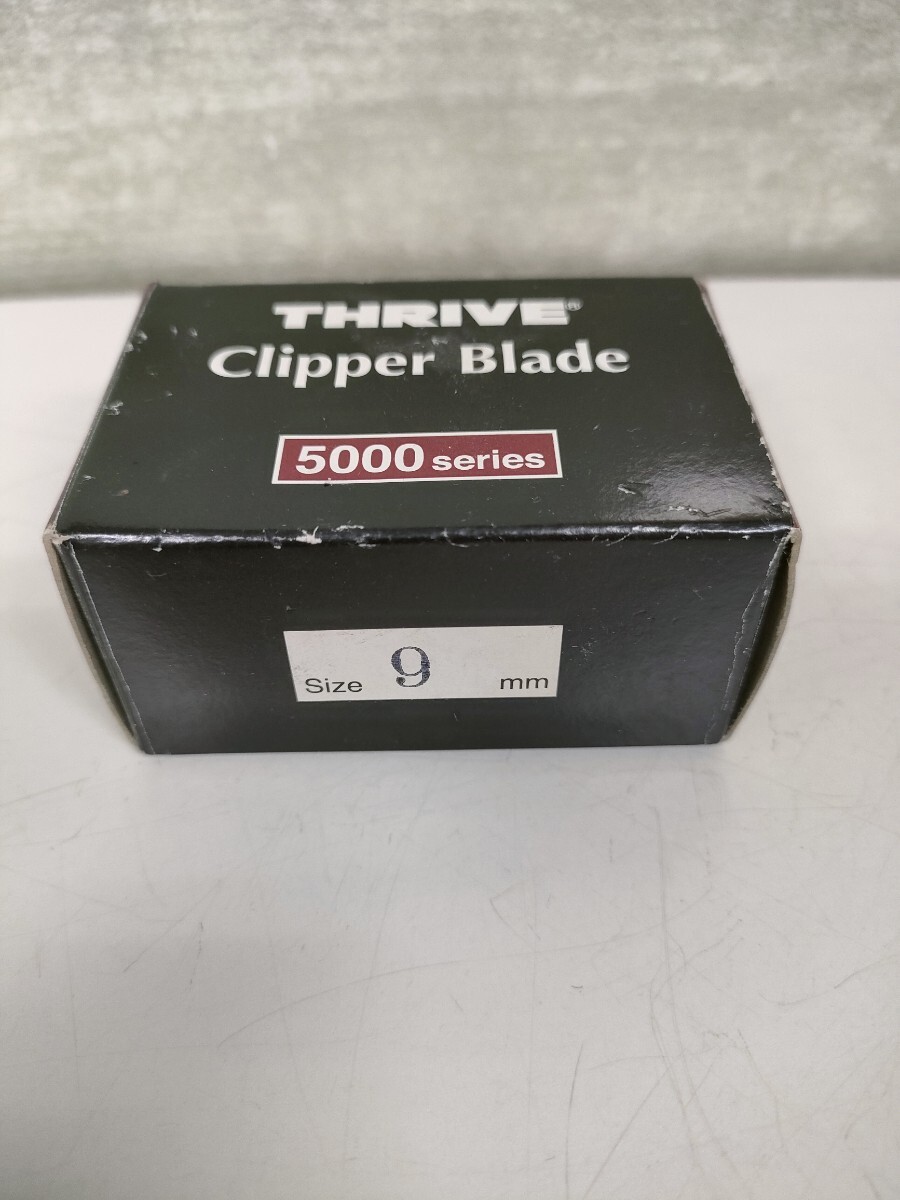 THRIVE®
Clipper Blade
5000 series
Size 9 mm